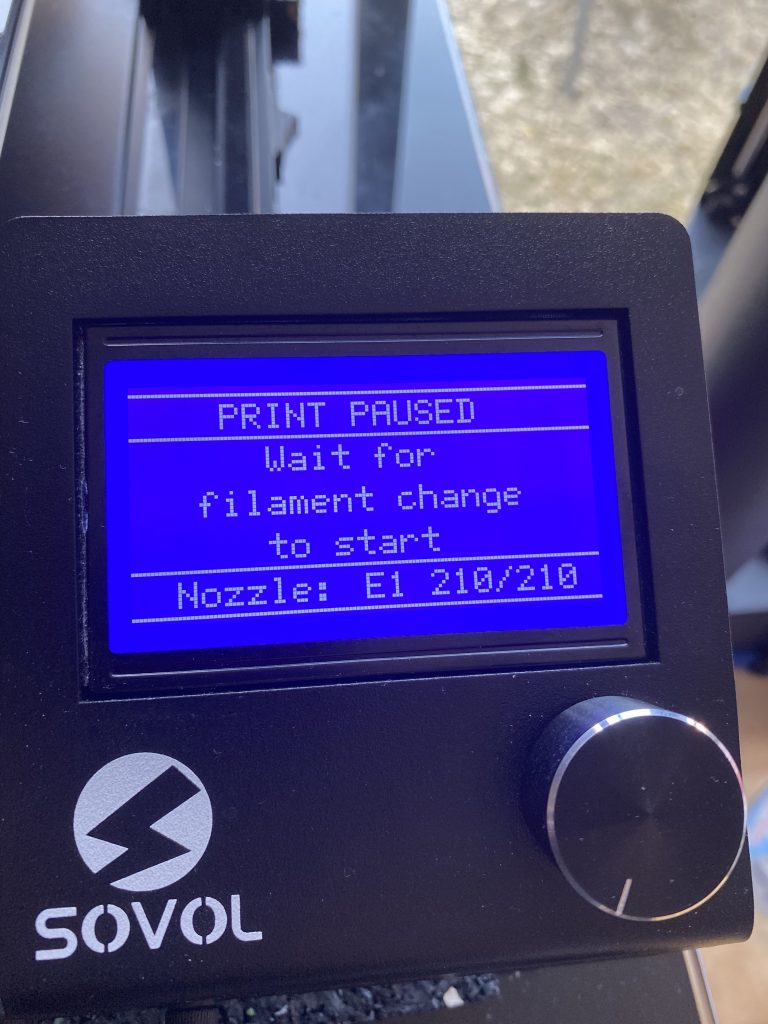 PRINT PAUSED
Wait for
filament change
to start
Nozzle: E1 210/210
SOVOL